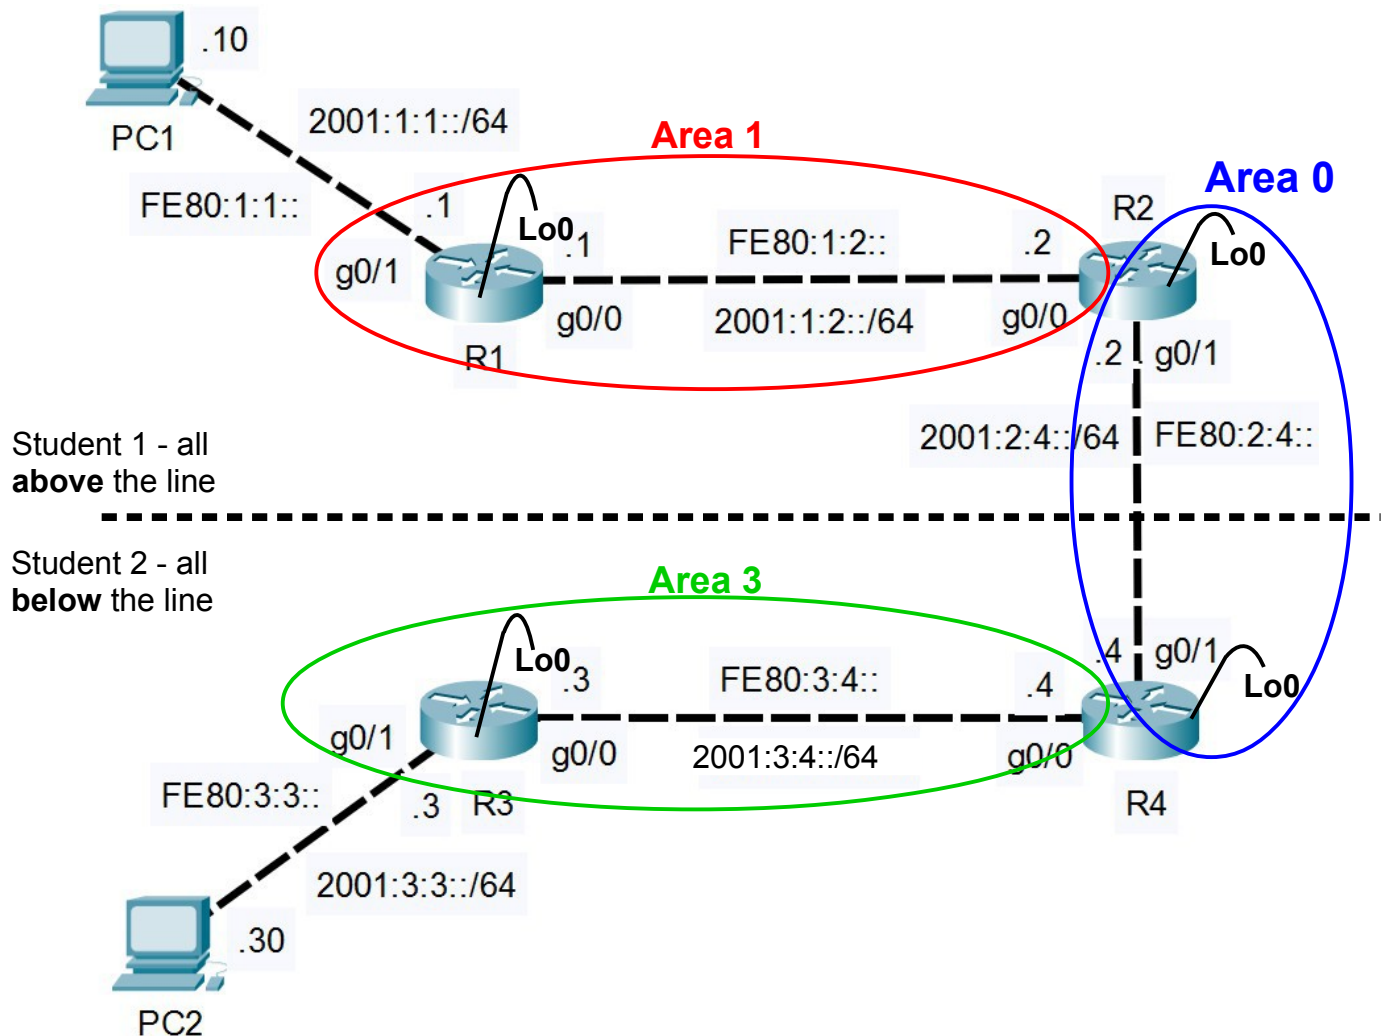 .10
PC1
2001:1:1::/64
FE80:1:1::
.1
g0/1
Area 1
Lo0
.1
g0/0
R1
FE80:1:2::
2001:1:2::/64
.2
g0/0
Area 0
R2
Lo0
.2
g0/1
2001:2:4::/64
FE80:2:4::
Student 1 - all
above the line
Student 2 - all
below the line
Area 3
Lo0
.3
g0/0
g0/1
.3
R3
FE80:3:4::
2001:3:4::/64
.4
g0/0
.4
g0/1
Lo0
R4
FE80:3:3::
2001:3:3::/64
.30
PC2